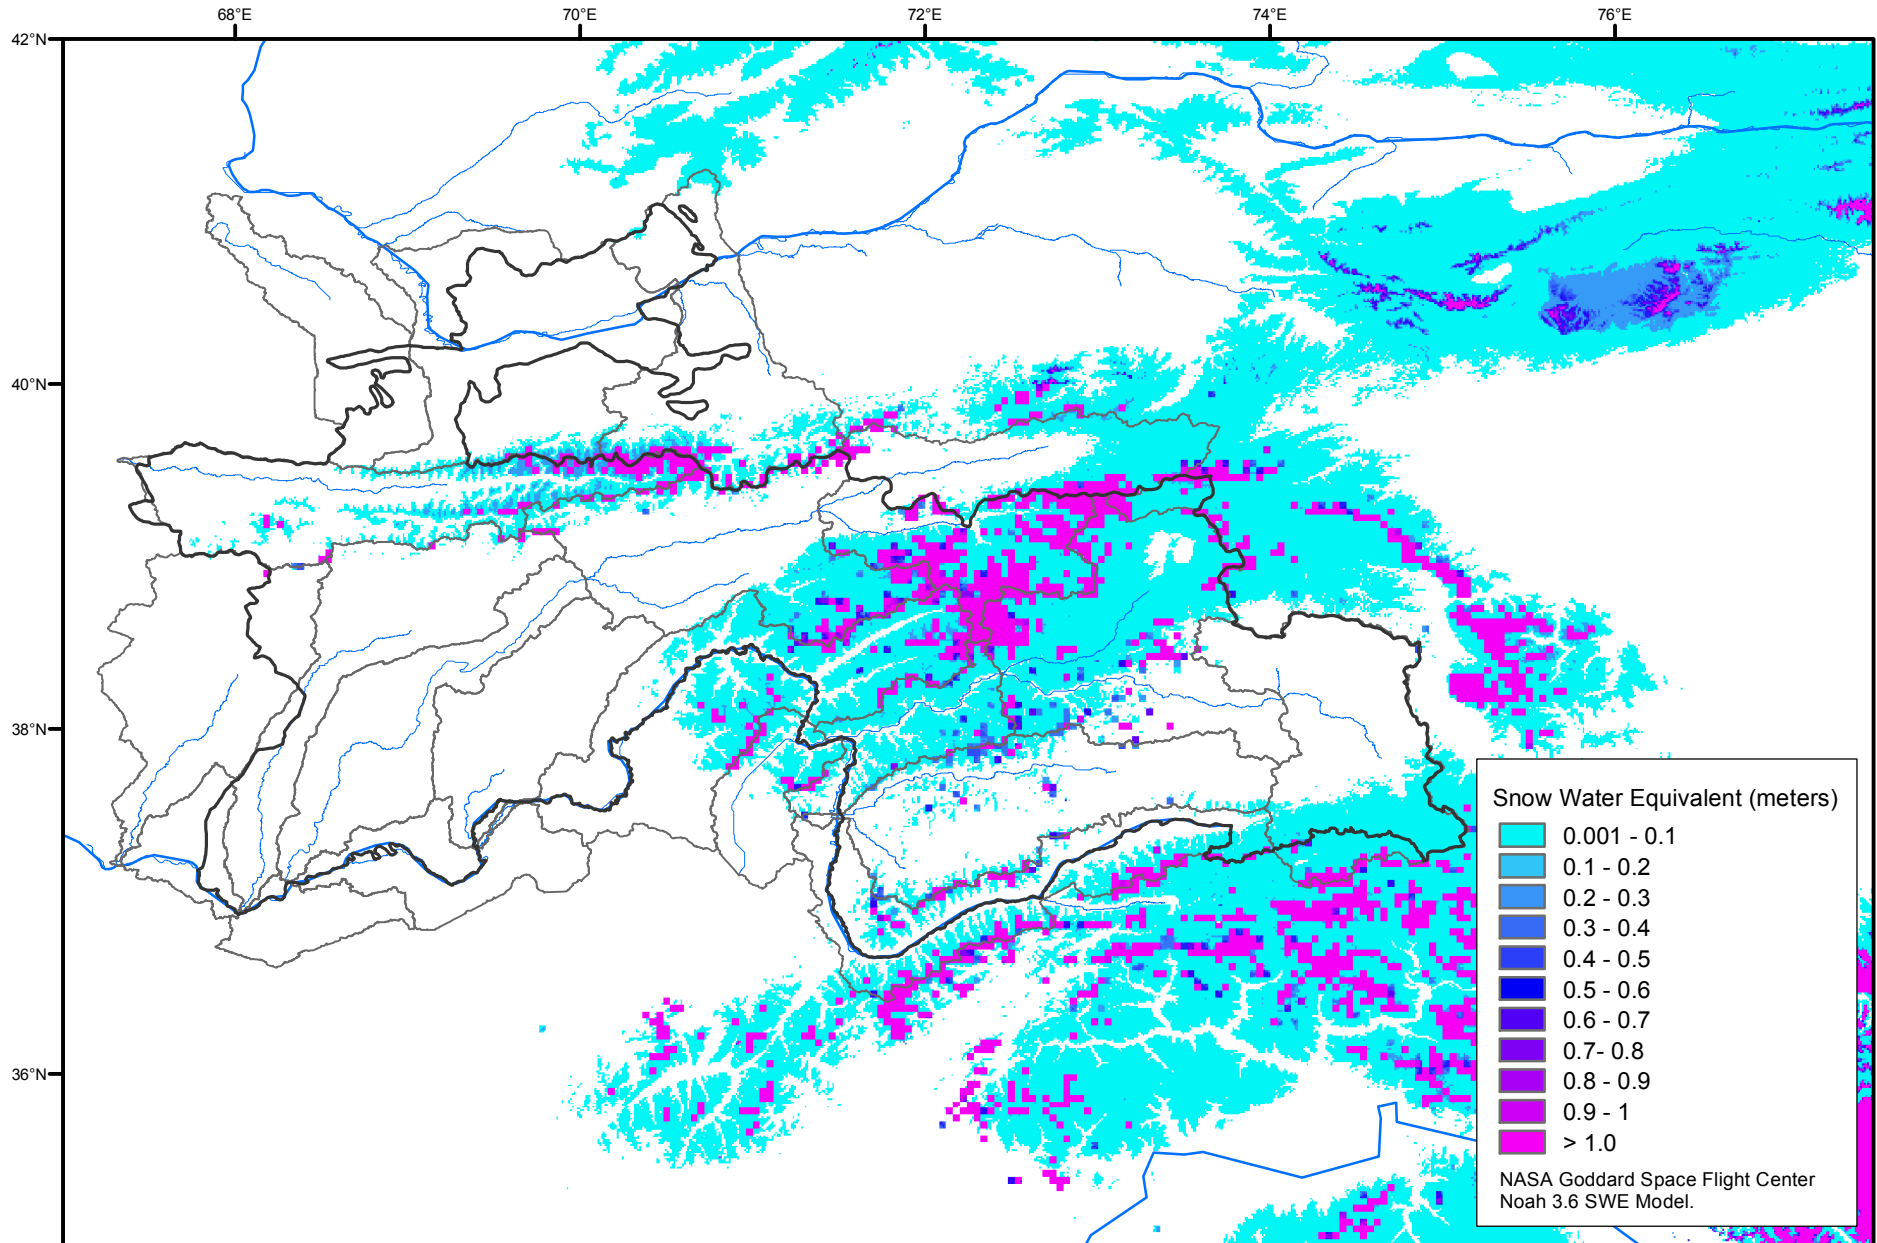 68°E 70°E 72°E 74°E 76°E
42°N
40°N
38°N
36°N
Snow Water Equivalent (meters)
0.001 - 0.1
0.1 - 0.2
0.2 - 0.3
0.3 - 0.4
0.4 - 0.5
0.5 - 0.6
0.6 - 0.7
0.7- 0.8
0.8 - 0.9
0.9 - 1
> 1.0
NASA Goddard Space Flight Center
Noah 3.6 SWE Model.